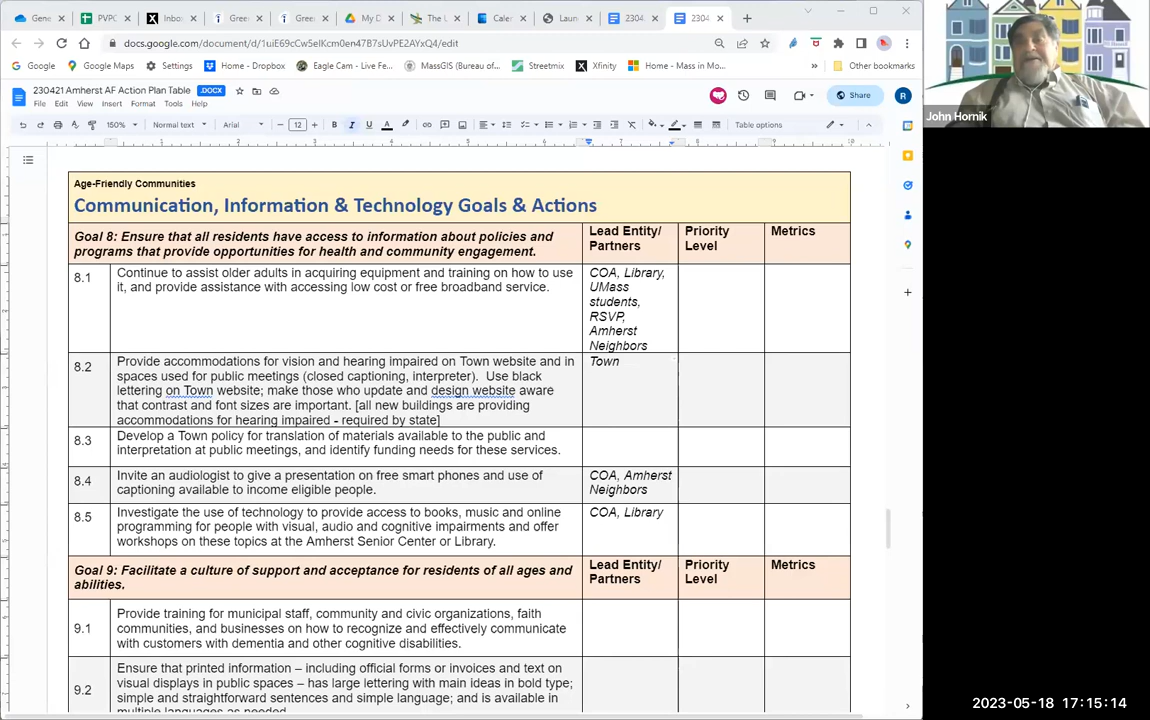 Gene
PVPC
Inbo
Gree
Gree
My D
The U
Caler
Laun
2304
2304
docs.google.com/document/d/1uiE69cCw5eIKcm0en47B7sUvPE2AYxQ4/edit
Google
Google Maps
Settings
Home - Dropbox
Eagle Cam - Live Fe...
MassGIS (Bureau of...
Streetmix
Xfinity
Home - Mass in Mo...
Other bookmarks
230421 Amherst AF Action Plan Table .DOCX
File Edit View Insert Format Tools Help
Share
R
150% Normal text Arial 12 Table options
John Hornik
Age-Friendly Communities
Communication, Information & Technology Goals & Actions
Goal 8: Ensure that all residents have access to information about policies and
programs that provide opportunities for health and community engagement.
Lead Entity/
Partners
Priority
Level
Metrics
8.1
Continue to assist older adults in acquiring equipment and training on how to use
it, and provide assistance with accessing low cost or free broadband service.
COA, Library,
UMass
students,
RSVP,
Amherst
Neighbors
8.2
Provide accommodations for vision and hearing impaired on Town website and in
spaces used for public meetings (closed captioning, interpreter). Use black
lettering on Town website; make those who update and design website aware
that contrast and font sizes are important. [all new buildings are providing
accommodations for hearing impaired - required by state]
Town
8.3
Develop a Town policy for translation of materials available to the public and
interpretation at public meetings, and identify funding needs for these services.
8.4
Invite an audiologist to give a presentation on free smart phones and use of
captioning available to income eligible people.
COA, Amherst
Neighbors
8.5
Investigate the use of technology to provide access to books, music and online
programming for people with visual, audio and cognitive impairments and offer
workshops on these topics at the Amherst Senior Center or Library.
COA, Library
Goal 9: Facilitate a culture of support and acceptance for residents of all ages and
abilities.
Lead Entity/
Partners
Priority
Level
Metrics
9.1
Provide training for municipal staff, community and civic organizations, faith
communities, and businesses on how to recognize and effectively communicate
with customers with dementia and other cognitive disabilities.
9.2
Ensure that printed information – including official forms or invoices and text on
visual displays in public spaces – has large lettering with main ideas in bold type;
simple and straightforward sentences and simple language; and is available in
multiple languages as needed
2023-05-18 17:15:14